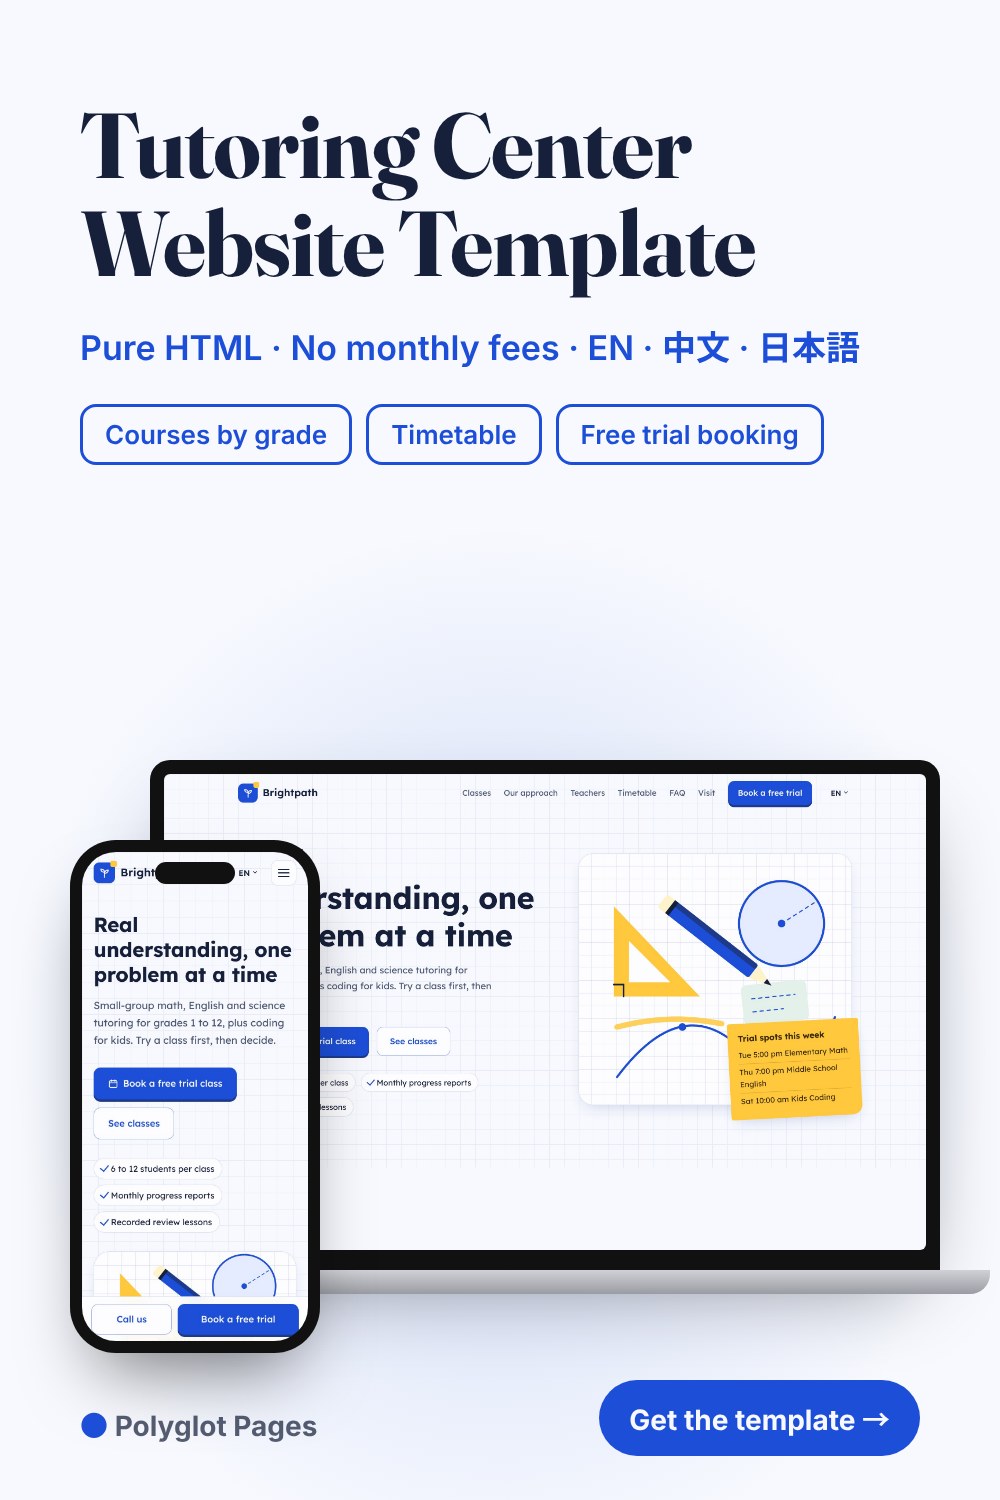 Tutoring Center
Website Template
Pure HTML · No monthly fees · EN · 中文 · 日本語
Courses by grade
Timetable
Free trial booking
Brightpath
Classes
Our approach
Teachers
Timetable
FAQ
Visit
Book a free trial
EN
rstanding, one
em at a time
, English and science tutoring for
s coding for kids. Try a class first, then
rial class
See classes
er class
Monthly progress reports
lessons
Trial spots this week
Tue 5:00 pm Elementary Math
Thu 7:00 pm Middle School
English
Sat 10:00 am Kids Coding
Bright
EN
Real
understanding, one
problem at a time
Small-group math, English and science
tutoring for grades 1 to 12, plus coding
for kids. Try a class first, then decide.
Book a free trial class
See classes
6 to 12 students per class
Monthly progress reports
Recorded review lessons
Call us
Book a free trial
Polyglot Pages
Get the template →